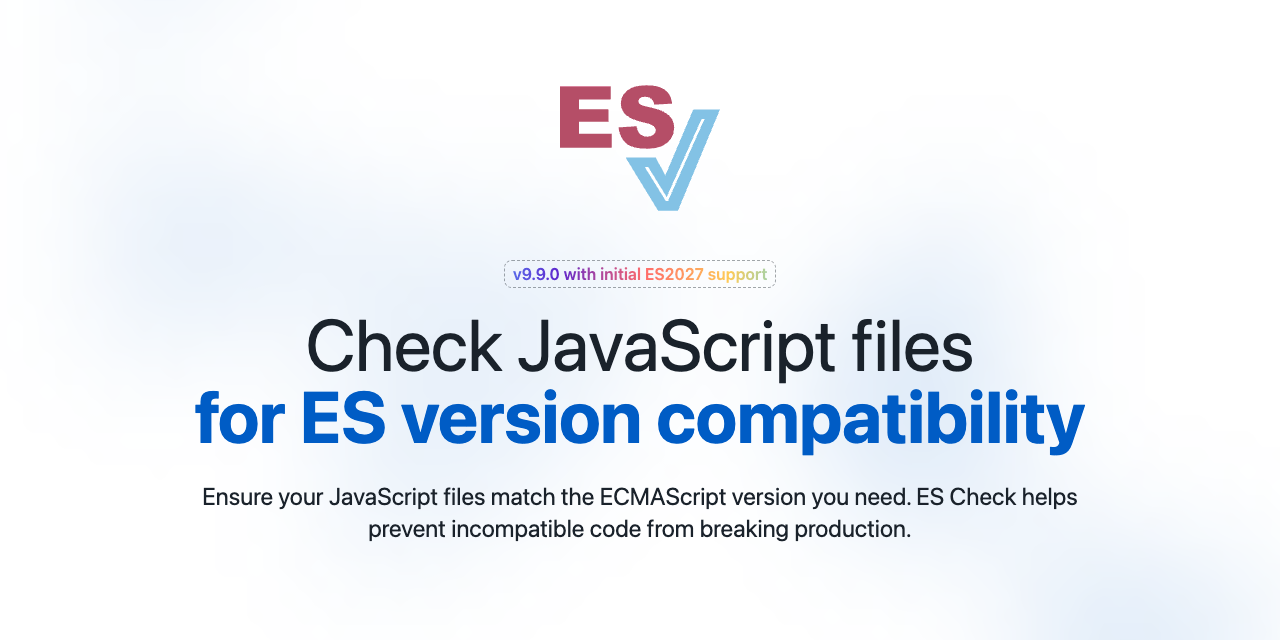 ES
v9.9.0 with initial ES2027 support
Check JavaScript files
for ES version compatibility
Ensure your JavaScript files match the ECMAScript version you need. ES Check helps
prevent incompatible code from breaking production.